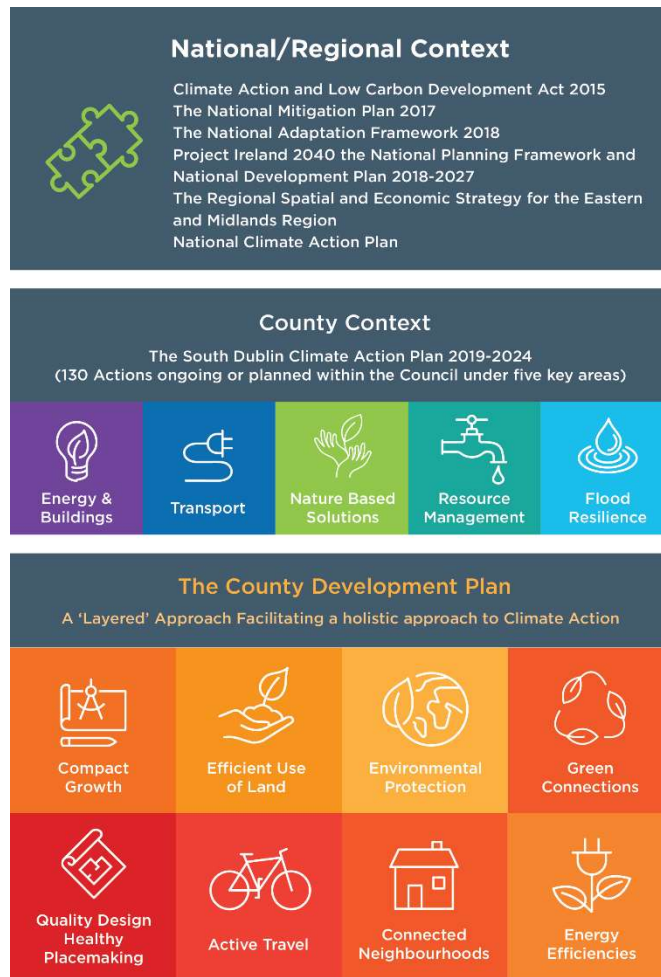 National/Regional Context
Climate Action and Low Carbon Development Act 2015
The National Mitigation Plan 2017
The National Adaptation Framework 2018
Project Ireland 2040 the National Planning Framework and
National Development Plan 2018-2027
The Regional Spatial and Economic Strategy for the Eastern
and Midlands Region
National Climate Action Plan
County Context
The South Dublin Climate Action Plan 2019-2024
(130 Actions ongoing or planned within the Council under five key areas)
Energy &
Buildings
Transport
Nature Based
Solutions
Resource
Management
Flood
Resilience
The County Development Plan
A ‘Layered’ Approach Facilitating a holistic approach to Climate Action
Compact
Growth
Efficient Use
of Land
Environmental
Protection
Green
Connections
Quality Design
Healthy
Placemaking
Active Travel
Connected
Neighbourhoods
Energy
Efficiencies